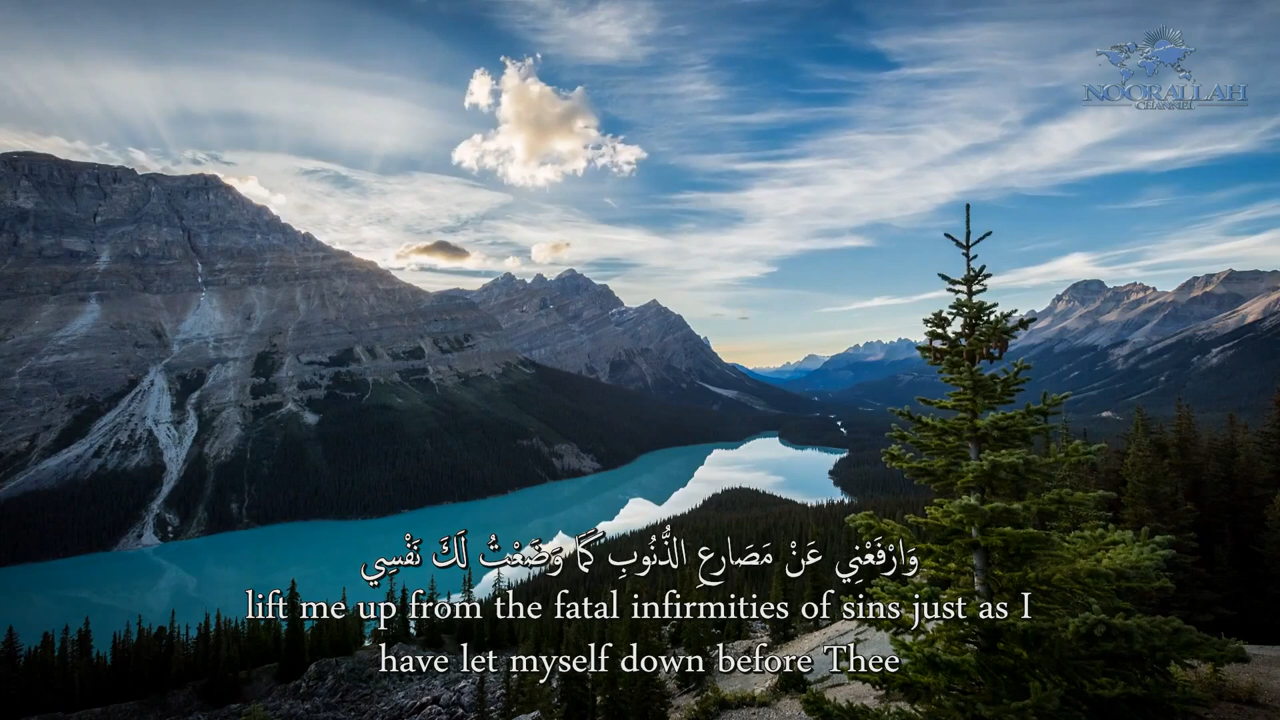 NOORALLAH
CHANNEL
وَارْفَعْنِي عَنْ مَصَارِعِ الذُّنُوبِ كَمَا وَضَعْتُ لَكَ نَفْسِي
lift me up from the fatal infirmities of sins just as I
have let myself down before Thee